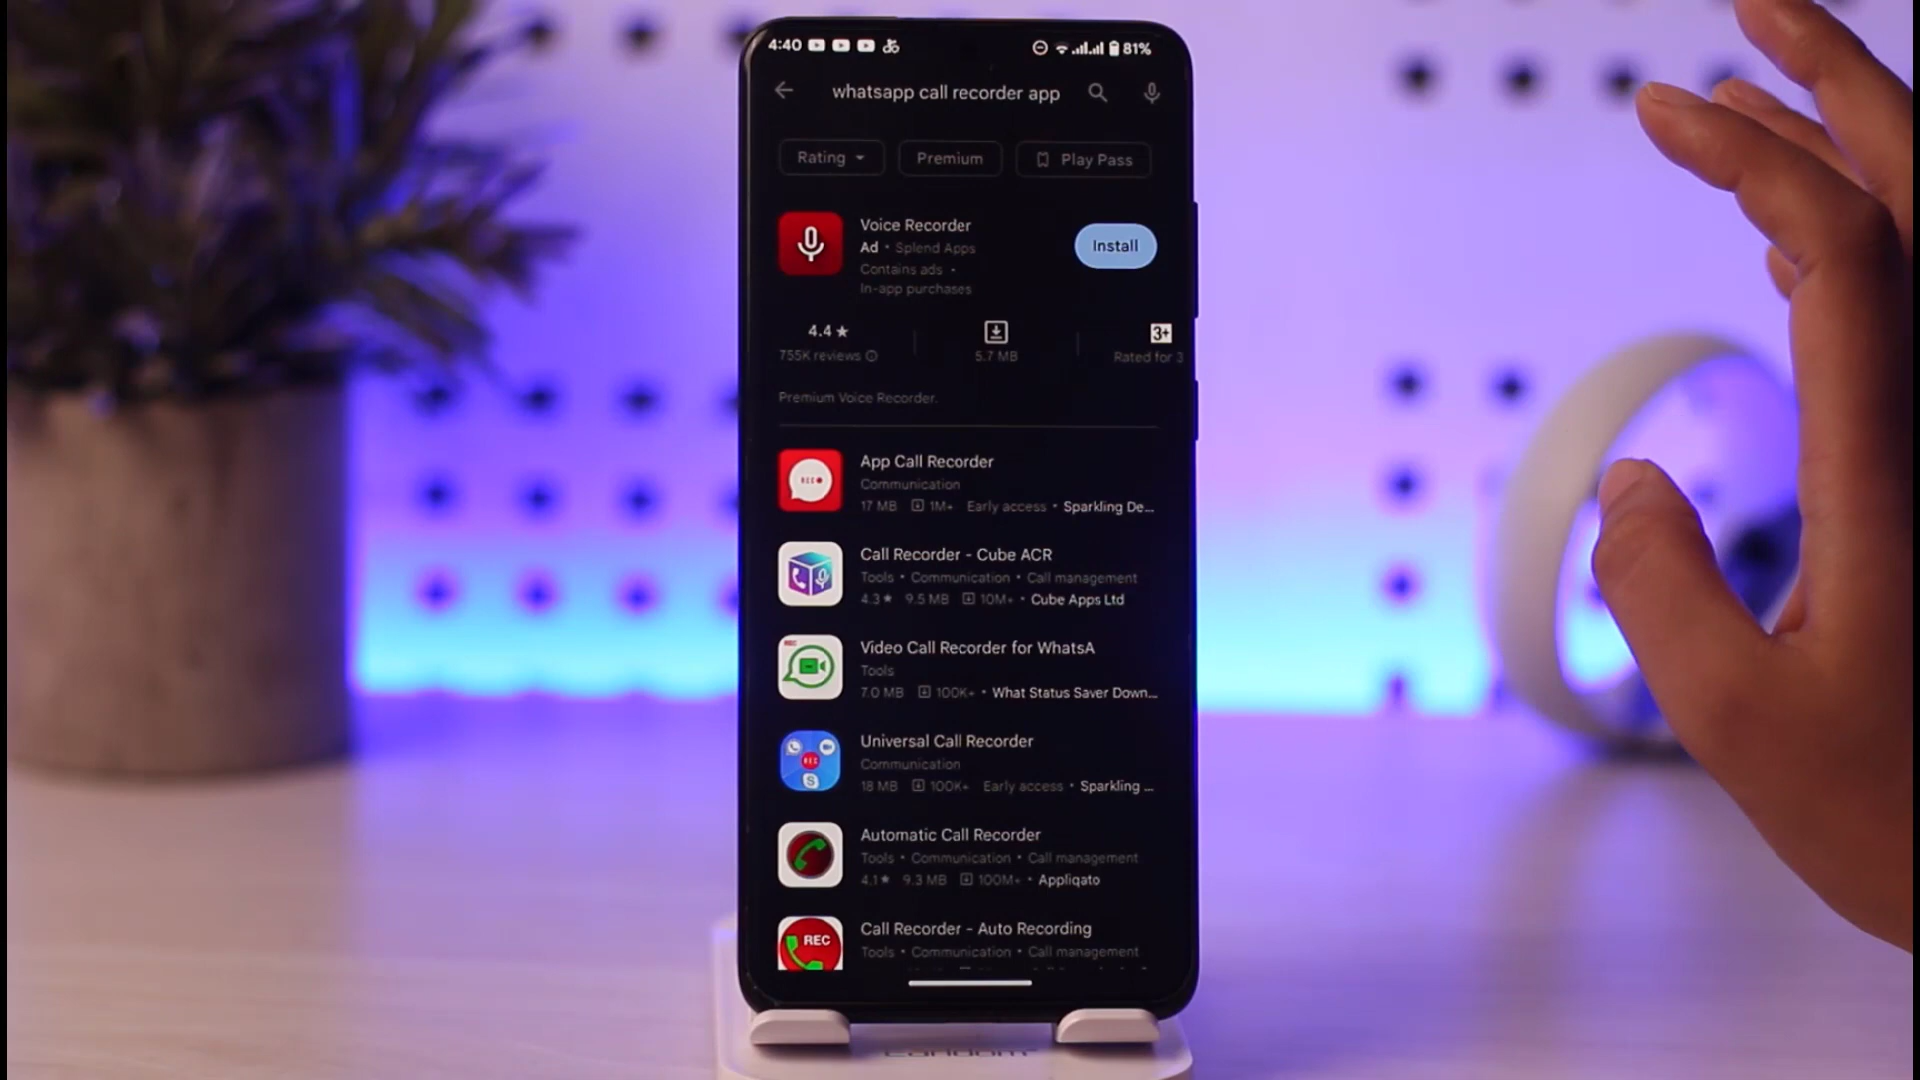 4:40 81%
whatsapp call recorder app
Rating Premium Play Pass
Voice Recorder
Ad • Splend Apps
Install
Contains ads •
In-app purchases
4.4★ 3+
755K reviews 5.7 MB Rated for 3
Premium Voice Recorder.
App Call Recorder
Communication
17 MB 1M+ Early access • Sparkling De...
Call Recorder - Cube ACR
Tools • Communication • Call management
4.3★ 9.5 MB 10M+ • Cube Apps Ltd
Video Call Recorder for WhatsA
Tools
7.0 MB 100K+ • What Status Saver Down...
Universal Call Recorder
Communication
18 MB 100K+ Early access • Sparkling ...
Automatic Call Recorder
Tools • Communication • Call management
4.1★ 9.3 MB 100M+ • Appliqato
REC
Call Recorder - Auto Recording
Tools • Communication • Call management